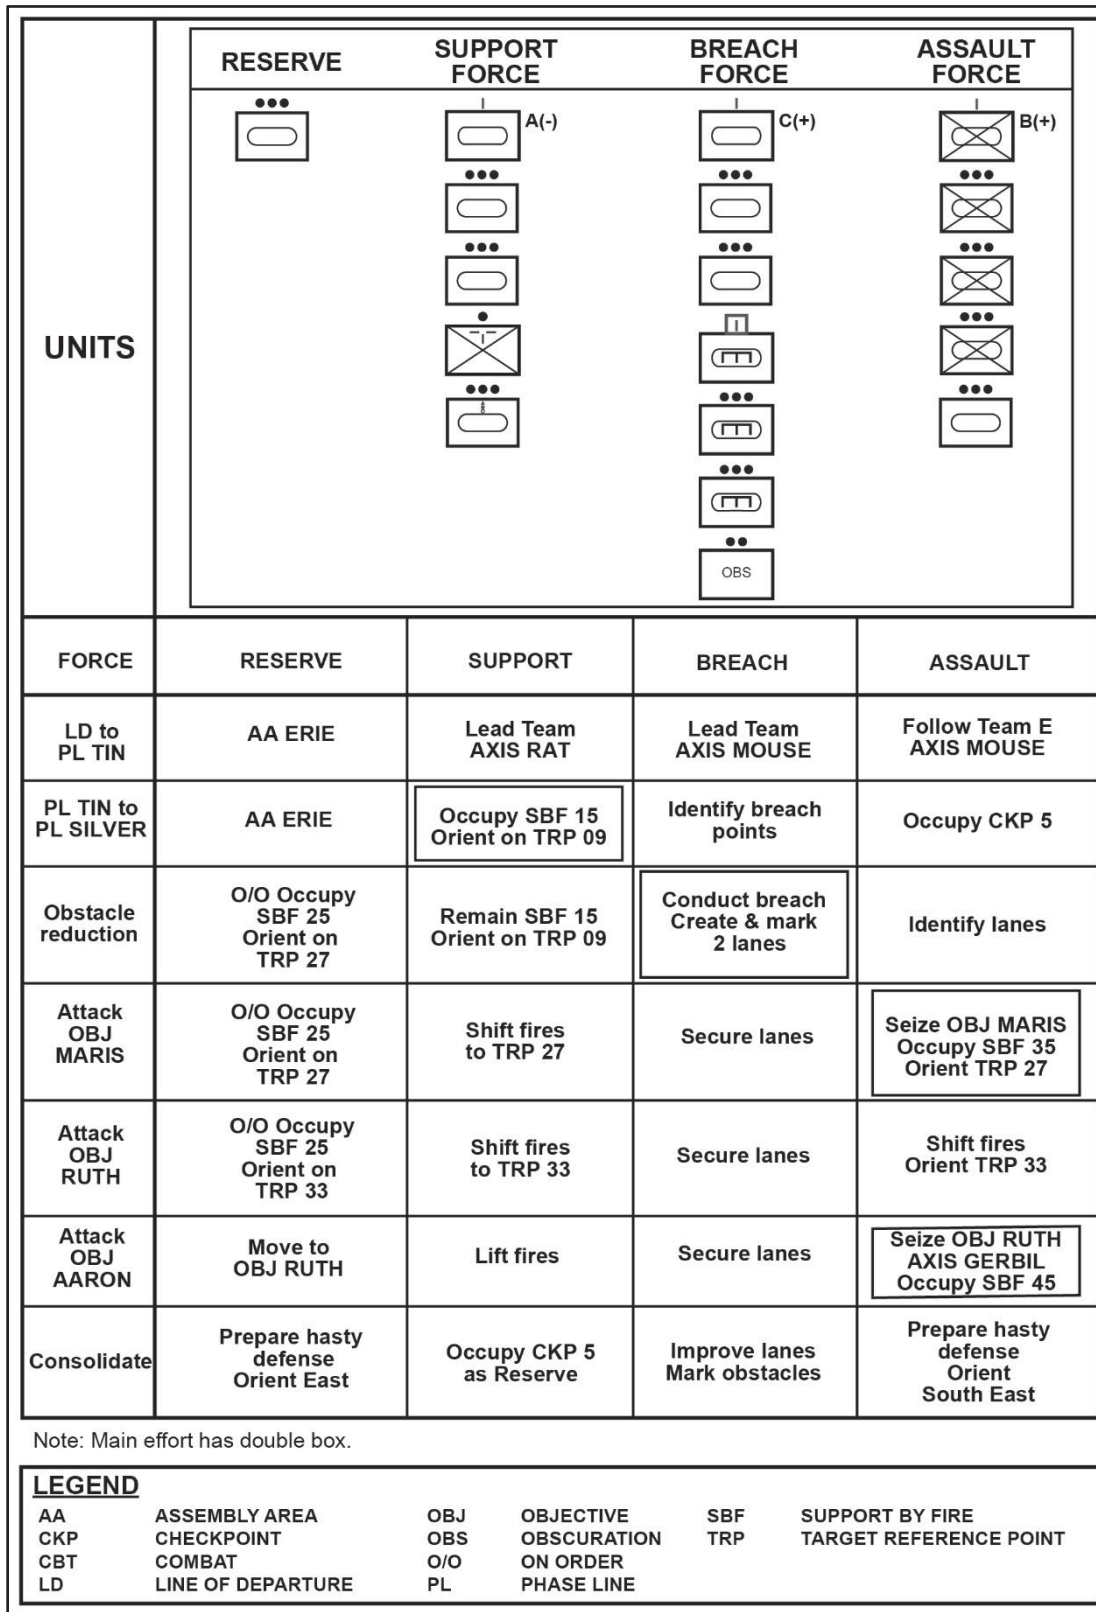 UNITS
RESERVE
SUPPORT
FORCE
BREACH
FORCE
ASSAULT
FORCE
A(-)
C(+)
B(+)
OBS
FORCE
RESERVE
SUPPORT
BREACH
ASSAULT
LD to
PL TIN
AA ERIE
Lead Team
AXIS RAT
Lead Team
AXIS MOUSE
Follow Team E
AXIS MOUSE
PL TIN to
PL SILVER
AA ERIE
Occupy SBF 15
Orient on TRP 09
Identify breach
points
Occupy CKP 5
Obstacle
reduction
O/O Occupy
SBF 25
Orient on
TRP 27
Remain SBF 15
Orient on TRP 09
Conduct breach
Create & mark
2 lanes
Identify lanes
Attack
OBJ
MARIS
O/O Occupy
SBF 25
Orient on
TRP 27
Shift fires
to TRP 27
Secure lanes
Seize OBJ MARIS
Occupy SBF 35
Orient TRP 27
Attack
OBJ
RUTH
O/O Occupy
SBF 25
Orient on
TRP 33
Shift fires
to TRP 33
Secure lanes
Shift fires
Orient TRP 33
Attack
OBJ
AARON
Move to
OBJ RUTH
Lift fires
Secure lanes
Seize OBJ RUTH
AXIS GERBIL
Occupy SBF 45
Consolidate
Prepare hasty
defense
Orient East
Occupy CKP 5
as Reserve
Improve lanes
Mark obstacles
Prepare hasty
defense
Orient
South East
Note: Main effort has double box.
LEGEND
AA ASSEMBLY AREA
CKP CHECKPOINT
CBT COMBAT
LD LINE OF DEPARTURE
OBJ OBJECTIVE
OBS OBSCURATION
O/O ON ORDER
PL PHASE LINE
SBF SUPPORT BY FIRE
TRP TARGET REFERENCE POINT